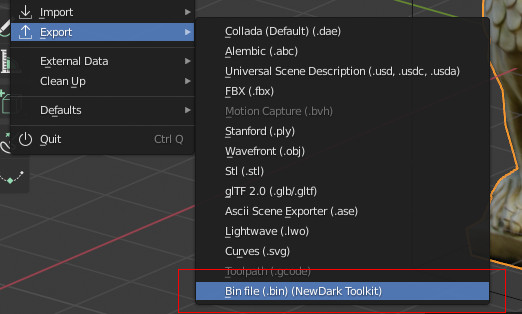 Import
Export
External Data
Clean Up
Defaults
Quit Ctrl Q
Collada (Default) (.dae)
Alembic (.abc)
Universal Scene Description (.usd, .usdc, .usda)
FBX (.fbx)
Motion Capture (.bvh)
Stanford (.ply)
Wavefront (.obj)
Stl (.stl)
glTF 2.0 (.glb/.gltf)
Ascii Scene Exporter (.ase)
Lightwave (.lwo)
Curves (.svg)
Toolpath (.gcode)
Bin file (.bin) (NewDark Toolkit)